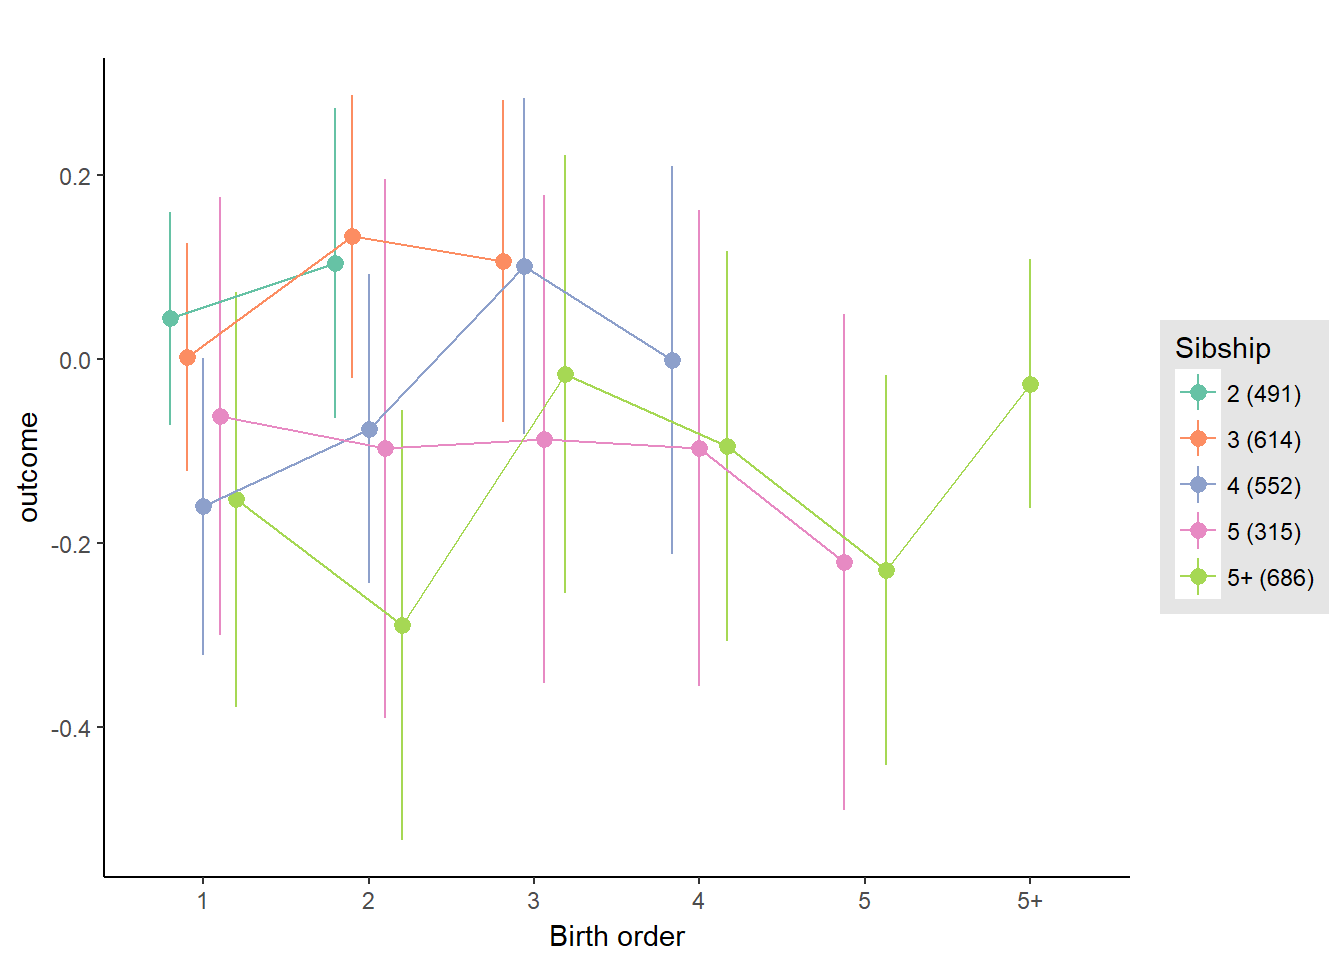 0.2
0.0
-0.2
-0.4
outcome
1 2 3 4 5 5+
Birth order
Sibship
2 (491)
3 (614)
4 (552)
5 (315)
5+ (686)